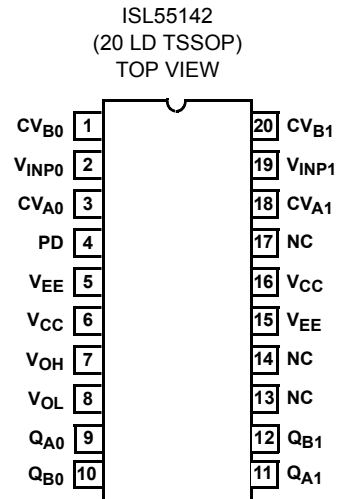 ISL55142
(20 LD TSSOP)
TOP VIEW
CVB0 1 20 CVB1
VINP0 2 19 VINP1
CVA0 3 18 CVA1
PD 4 17 NC
VEE 5 16 VCC
VCC 6 15 VEE
VOH 7 14 NC
VOL 8 13 NC
QA0 9 12 QB1
QB0 10 11 QA1